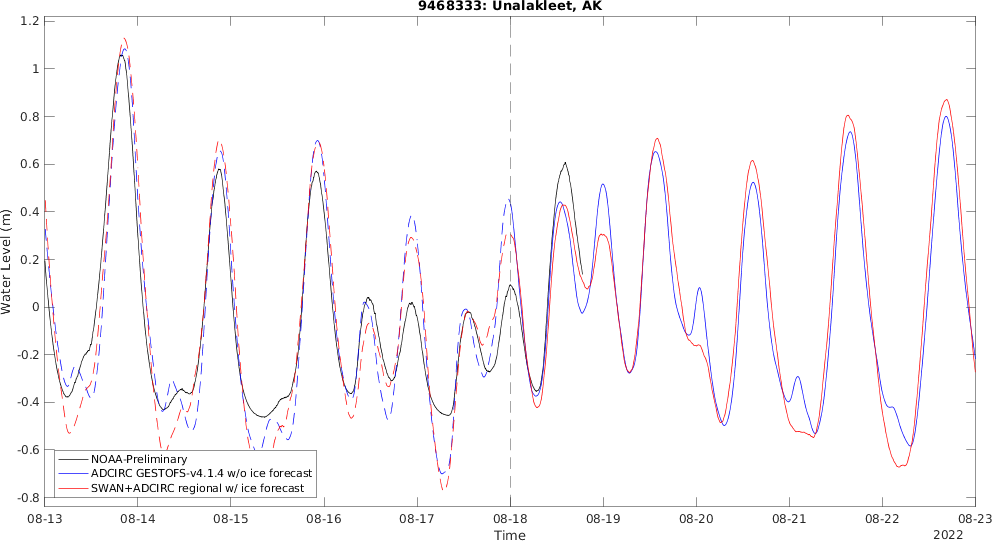 9468333: Unalakleet, AK
1.2
1
0.8
0.6
0.4
0.2
0
-0.2
-0.4
-0.6
-0.8
Water Level (m)
NOAA-Preliminary
ADCIRC GESTOFS-v4.1.4 w/o ice forecast
SWAN+ADCIRC regional w/ ice forecast
08-13 08-14 08-15 08-16 08-17 08-18 08-19 08-20 08-21 08-22 08-23
Time
2022